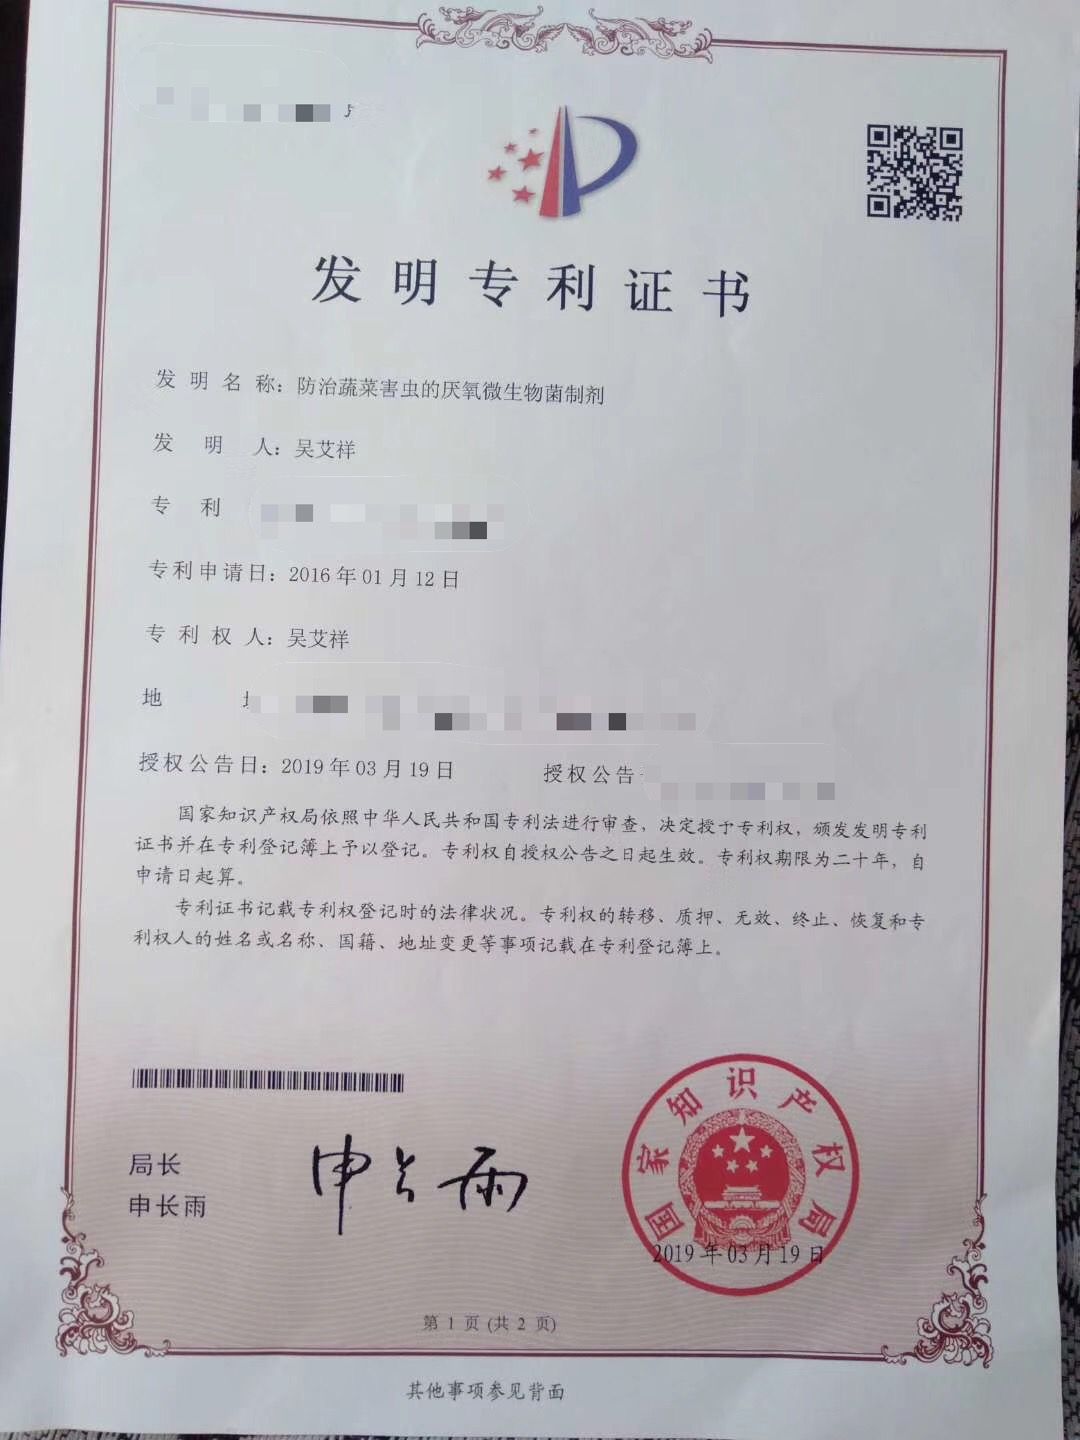 发明专利证书
发明名称：防治蔬菜害虫的厌氧微生物菌制剂
发明人：吴艾祥
专利
专利申请日：2016年01月12日
专利权人：吴艾祥
地
授权公告日：2019年03月19日 授权公告
国家知识产权局依照中华人民共和国专利法进行审查，决定授予专利权，颁发发明专利
证书并在专利登记簿上予以登记。专利权自授权公告之日起生效。专利权期限为二十年，自
申请日起算。
专利证书记载专利权登记时的法律状况。专利权的转移、质押、无效、终止、恢复和专
利权人的姓名或名称、国籍、地址变更等事项记载在专利登记簿上。
局长
申长雨
申长雨
国家知识产权局
2019年03月19日
第 1 页 (共 2 页)
其他事项参见背面